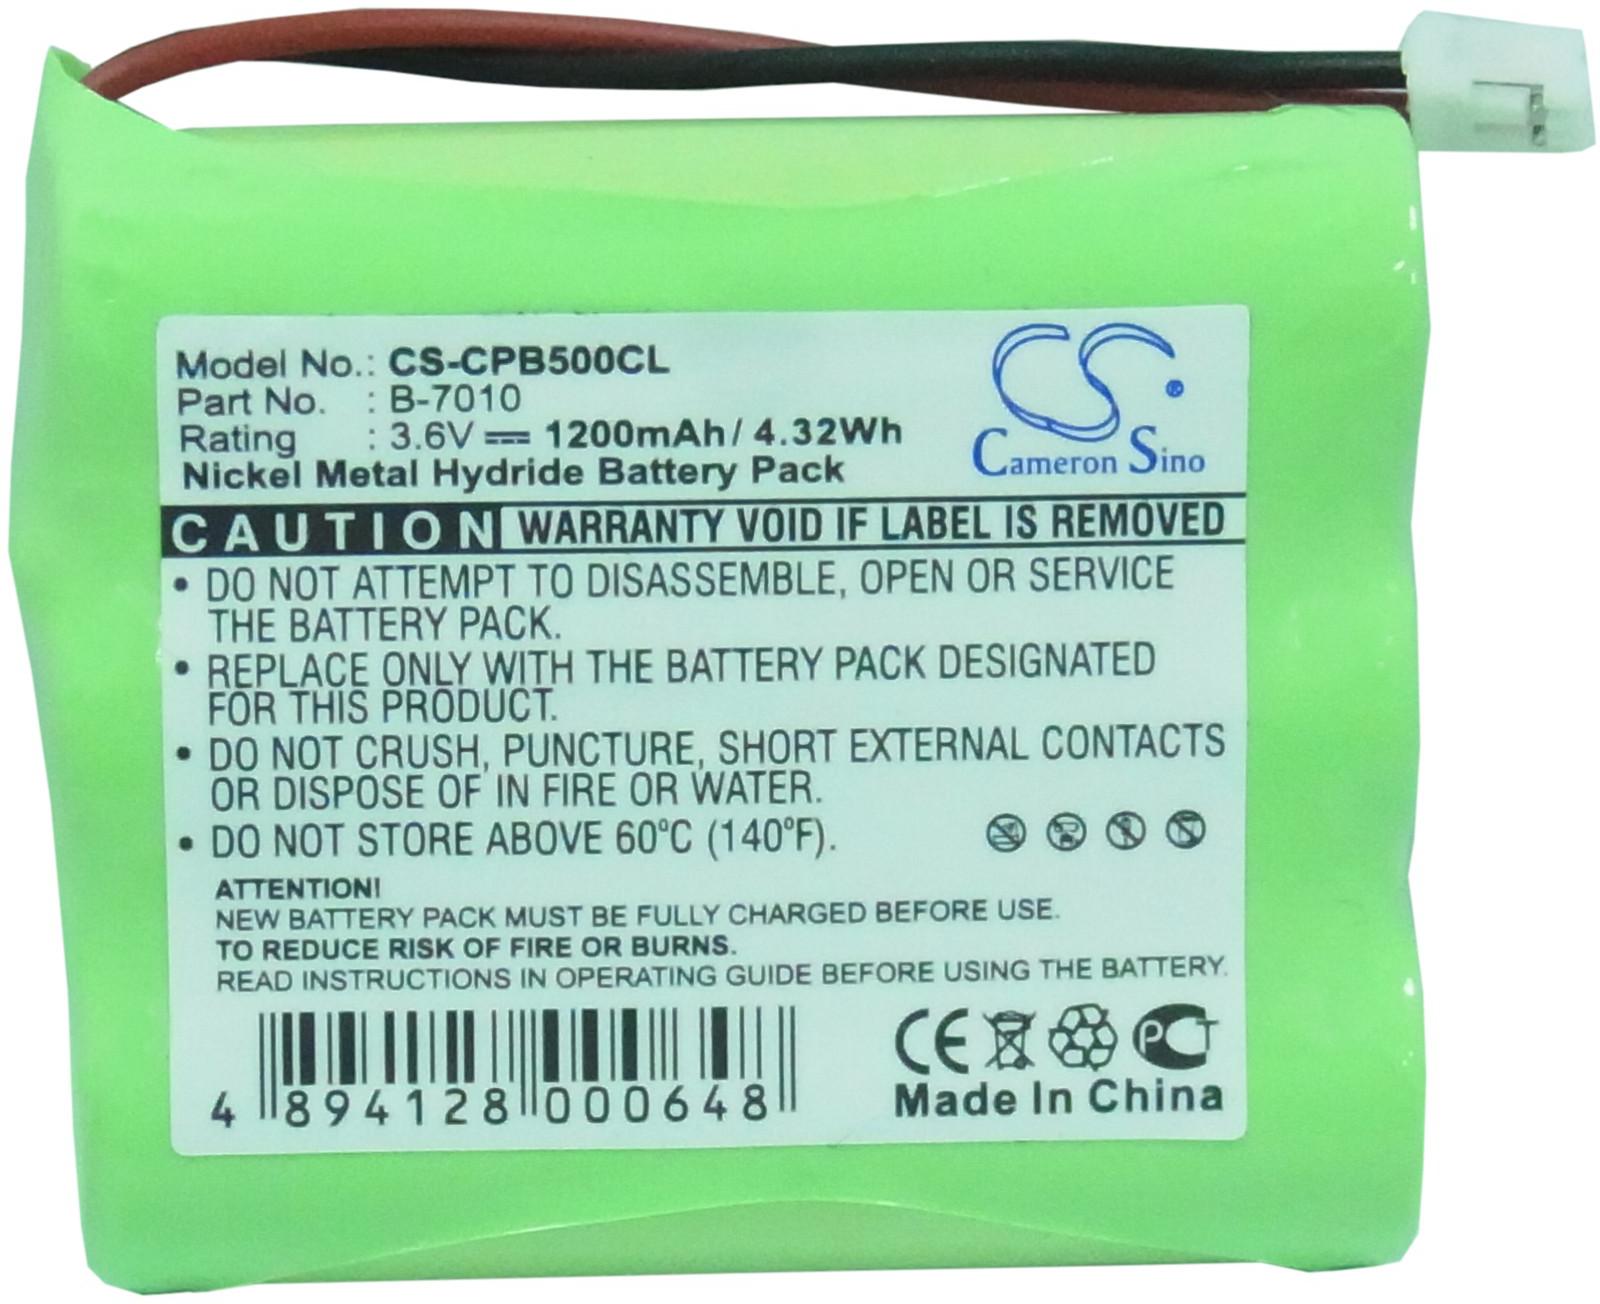 Model No.: CS-CPB500CL
Part No. : B-7010
Rating : 3.6V 1200mAh/ 4.32Wh
Nickel Metal Hydride Battery Pack
CS®
Cameron Sino
CAUTION WARRANTY VOID IF LABEL IS REMOVED
• DO NOT ATTEMPT TO DISASSEMBLE, OPEN OR SERVICE
THE BATTERY PACK.
• REPLACE ONLY WITH THE BATTERY PACK DESIGNATED
FOR THIS PRODUCT.
• DO NOT CRUSH, PUNCTURE, SHORT EXTERNAL CONTACTS
OR DISPOSE OF IN FIRE OR WATER.
• DO NOT STORE ABOVE 60°C (140°F).
ATTENTION!
NEW BATTERY PACK MUST BE FULLY CHARGED BEFORE USE.
TO REDUCE RISK OF FIRE OR BURNS.
READ INSTRUCTIONS IN OPERATING GUIDE BEFORE USING THE BATTERY.
4 894128 000648
CE PCT
Made In China